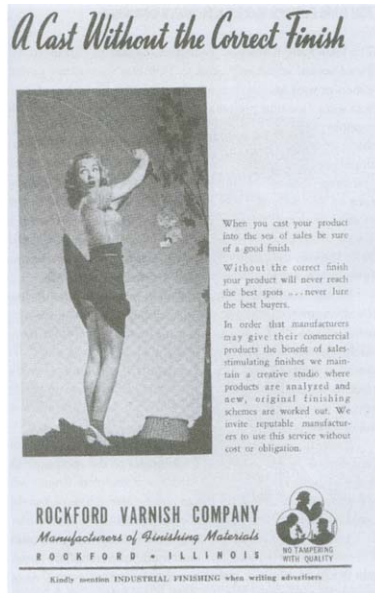 A Cast Without the Correct Finish
When you cast your product
into the sea of sales be sure
of a good finish
Without the correct finish
your product will never reach
the best spots .... never lure
the best buyers.
In order that manufacturers
may give their commercial
products the benefit of sales-
stimulating finishes we main-
tain a creative studio where
products are analyzed and
new, original finishing
schemes are worked out. We
invite reputable manufactur-
ers to use this service without
cost or obligation.
ROCKFORD VARNISH COMPANY
Manufacturers of Finishing Materials
ROCKFORD • ILLINOIS
NO TAMPERING
WITH QUALITY
Kindly mention INDUSTRIAL FINISHING when writing advertisers